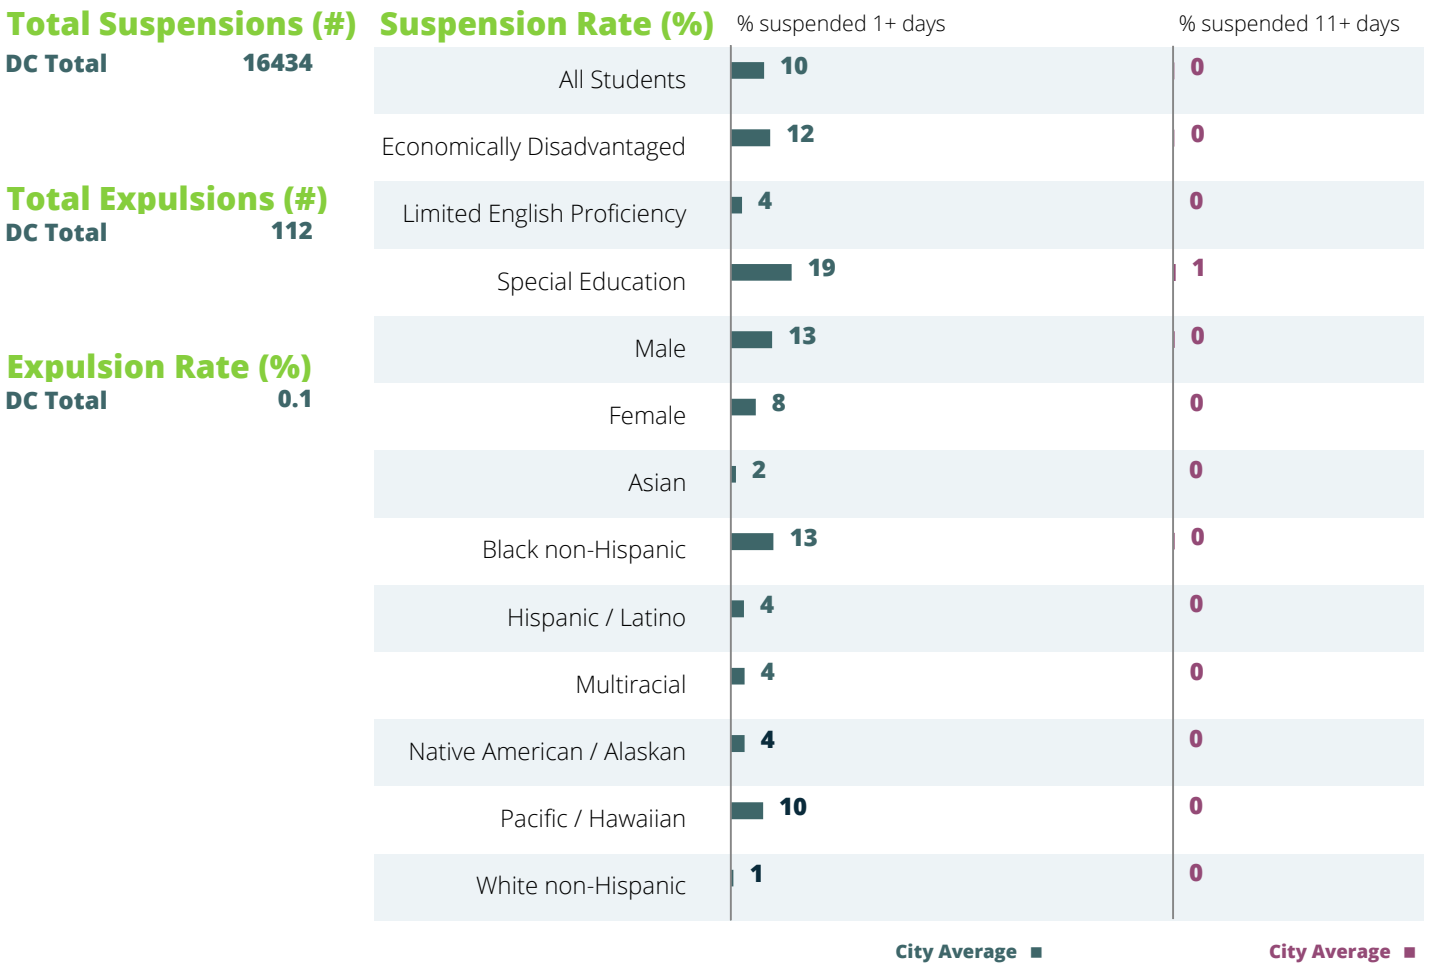 Total Suspensions (#)
DC Total 16434
Total Expulsions (#)
DC Total 112
Expulsion Rate (%)
DC Total 0.1
Suspension Rate (%) % suspended 1+ days % suspended 11+ days
All Students 10 0
Economically Disadvantaged 12 0
Limited English Proficiency 4 0
Special Education 19 1
Male 13 0
Female 8 0
Asian 2 0
Black non-Hispanic 13 0
Hispanic / Latino 4 0
Multiracial 4 0
Native American / Alaskan 4 0
Pacific / Hawaiian 10 0
White non-Hispanic 1 0
City Average City Average